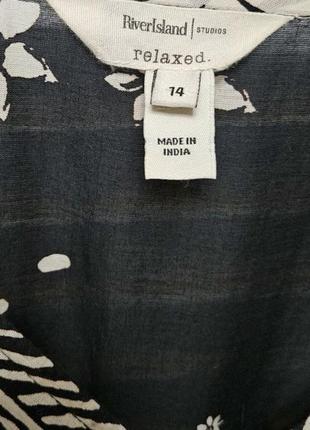 RiverIsland | STUDIOS
relaxed.
14
MADE IN
INDIA